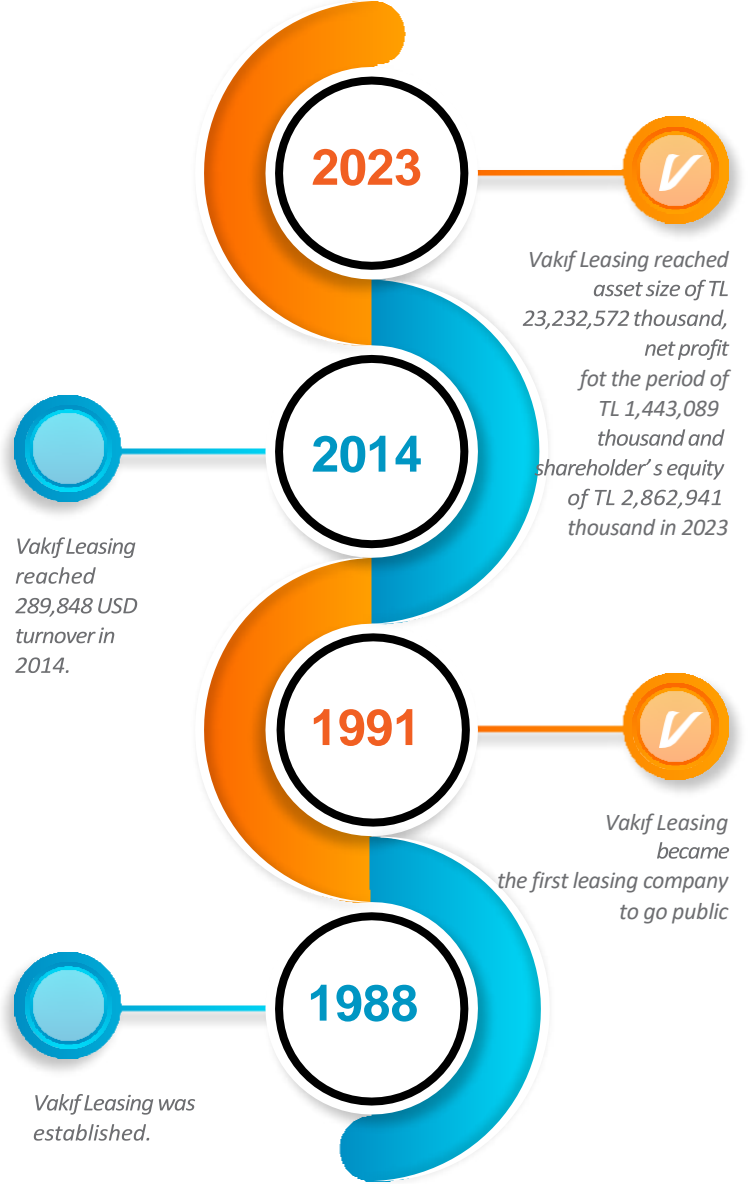 2023
Vakıf Leasing reached
asset size of TL
23,232,572 thousand,
net profit
fot the period of
TL 1,443,089
thousand and
shareholder’ s equity
of TL 2,862,941
thousand in 2023
2014
Vakıf Leasing
reached
289,848 USD
turnover in
2014.
1991
Vakıf Leasing
became
the first leasing company
to go public
1988
Vakıf Leasing was
established.